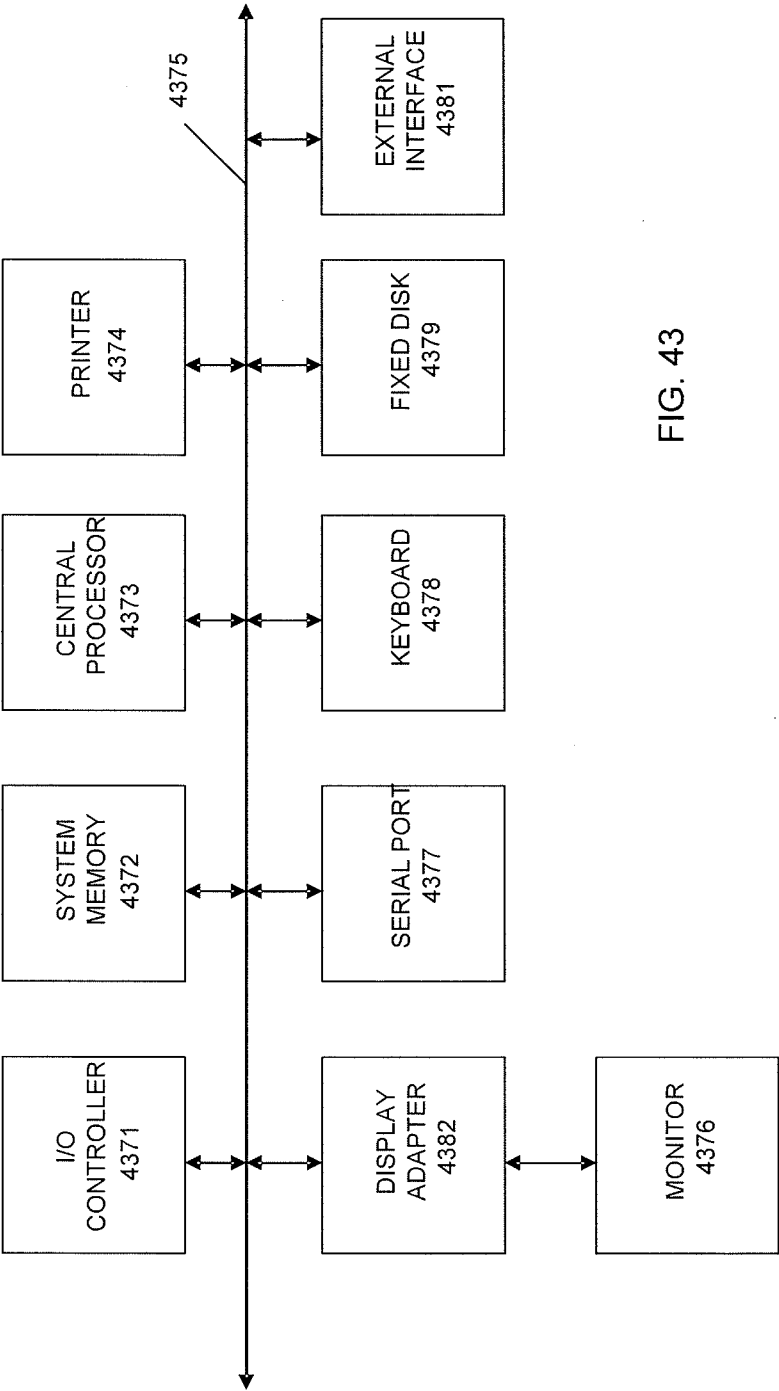 I/O
CONTROLLER
4371
SYSTEM
MEMORY
4372
CENTRAL
PROCESSOR
4373
PRINTER
4374
4375
DISPLAY
ADAPTER
4382
SERIAL PORT
4377
KEYBOARD
4378
FIXED DISK
4379
EXTERNAL
INTERFACE
4381
MONITOR
4376
FIG. 43